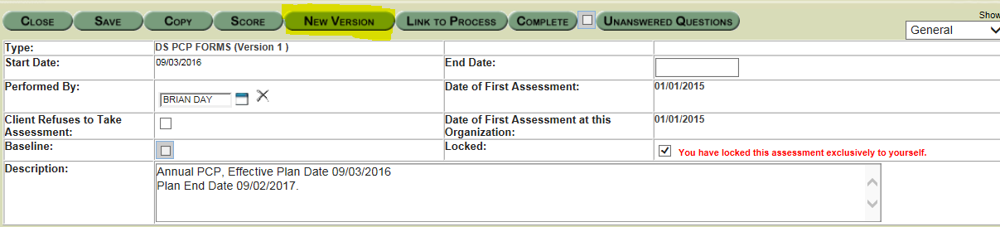 CLOSE SAVE COPY SCORE NEW VERSION LINK TO PROCESS COMPLETE UNANSWERED QUESTIONS
Show
General
Type: DS PCP FORMS (Version 1 )
Start Date: 09/03/2016 End Date:
Performed By: BRIAN DAY Date of First Assessment: 01/01/2015
Client Refuses to Take Assessment: Date of First Assessment at this Organization: 01/01/2015
Baseline: Locked: You have locked this assessment exclusively to yourself.
Description: Annual PCP, Effective Plan Date 09/03/2016
Plan End Date 09/02/2017.